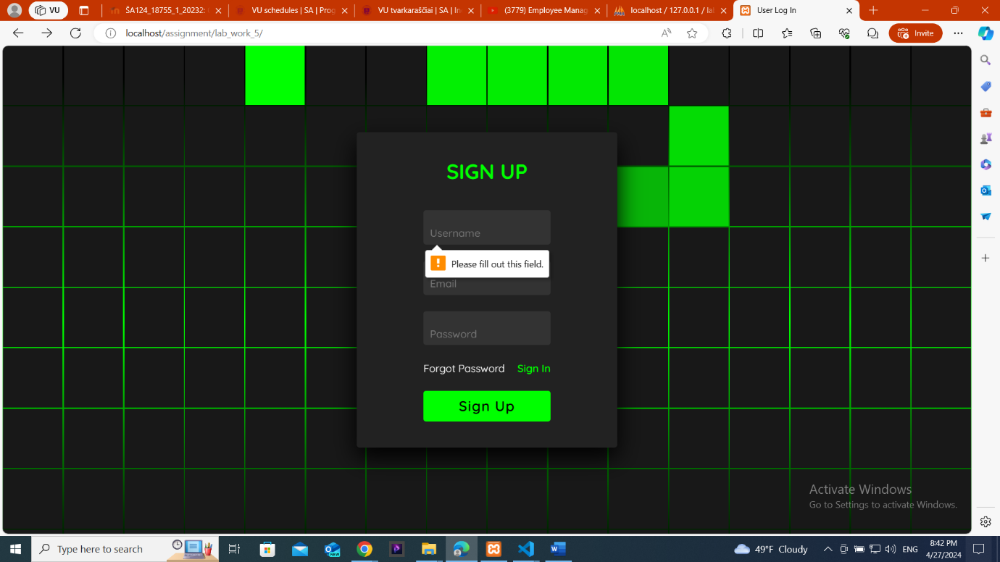 VU
ŠA124_18755_1_20232:
VU schedules | SA | Prog
VU tvarkaraščiai | SA | In
(3779) Employee Manag
localhost / 127.0.0.1 / la
User Log In
localhost/assignment/lab_work_5/
Invite
SIGN UP
Username
Please fill out this field.
Email
Password
Forgot Password Sign In
Sign Up
Activate Windows
Go to Settings to activate Windows.
Type here to search
49°F Cloudy
ENG
8:42 PM
4/27/2024